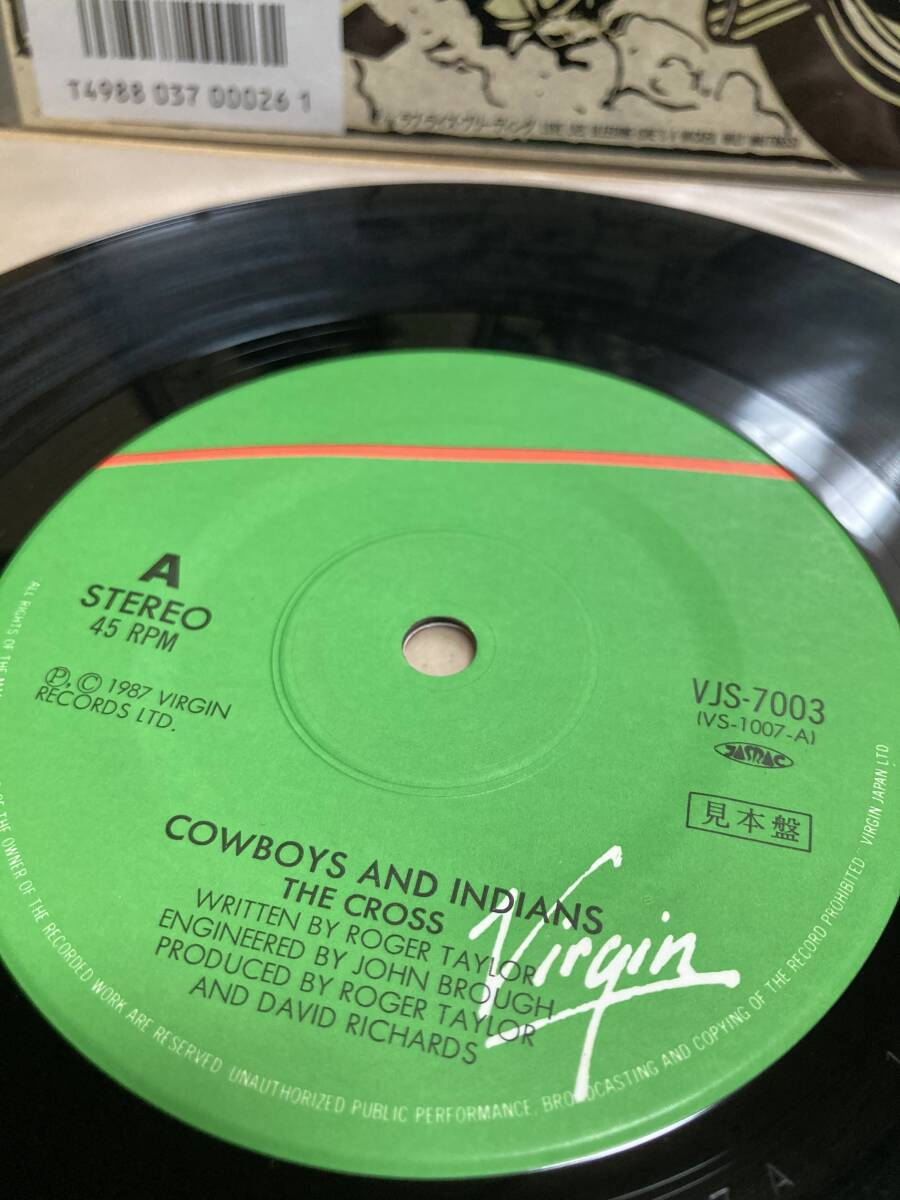 T4988 037 00026 1
A
STEREO
45 RPM
Ⓟ, © 1987 VIRGIN
RECORDS LTD.
VJS-7003
(VS-1007-A)
JASRAC
見本盤
COWBOYS AND INDIANS
THE CROSS
WRITTEN BY ROGER TAYLOR
ENGINEERED BY JOHN BROUGH
PRODUCED BY ROGER TAYLOR
AND DAVID RICHARDS
Virgin
ALL RIGHTS OF THE OF THE OWNER OF THE RECORDED WORK ARE RESERVED UNAUTHORIZED PUBLIC PERFORMANCE, BROADCASTING AND COPYING OF THE RECORD PROHIBITED VIRGIN JAPAN LTD